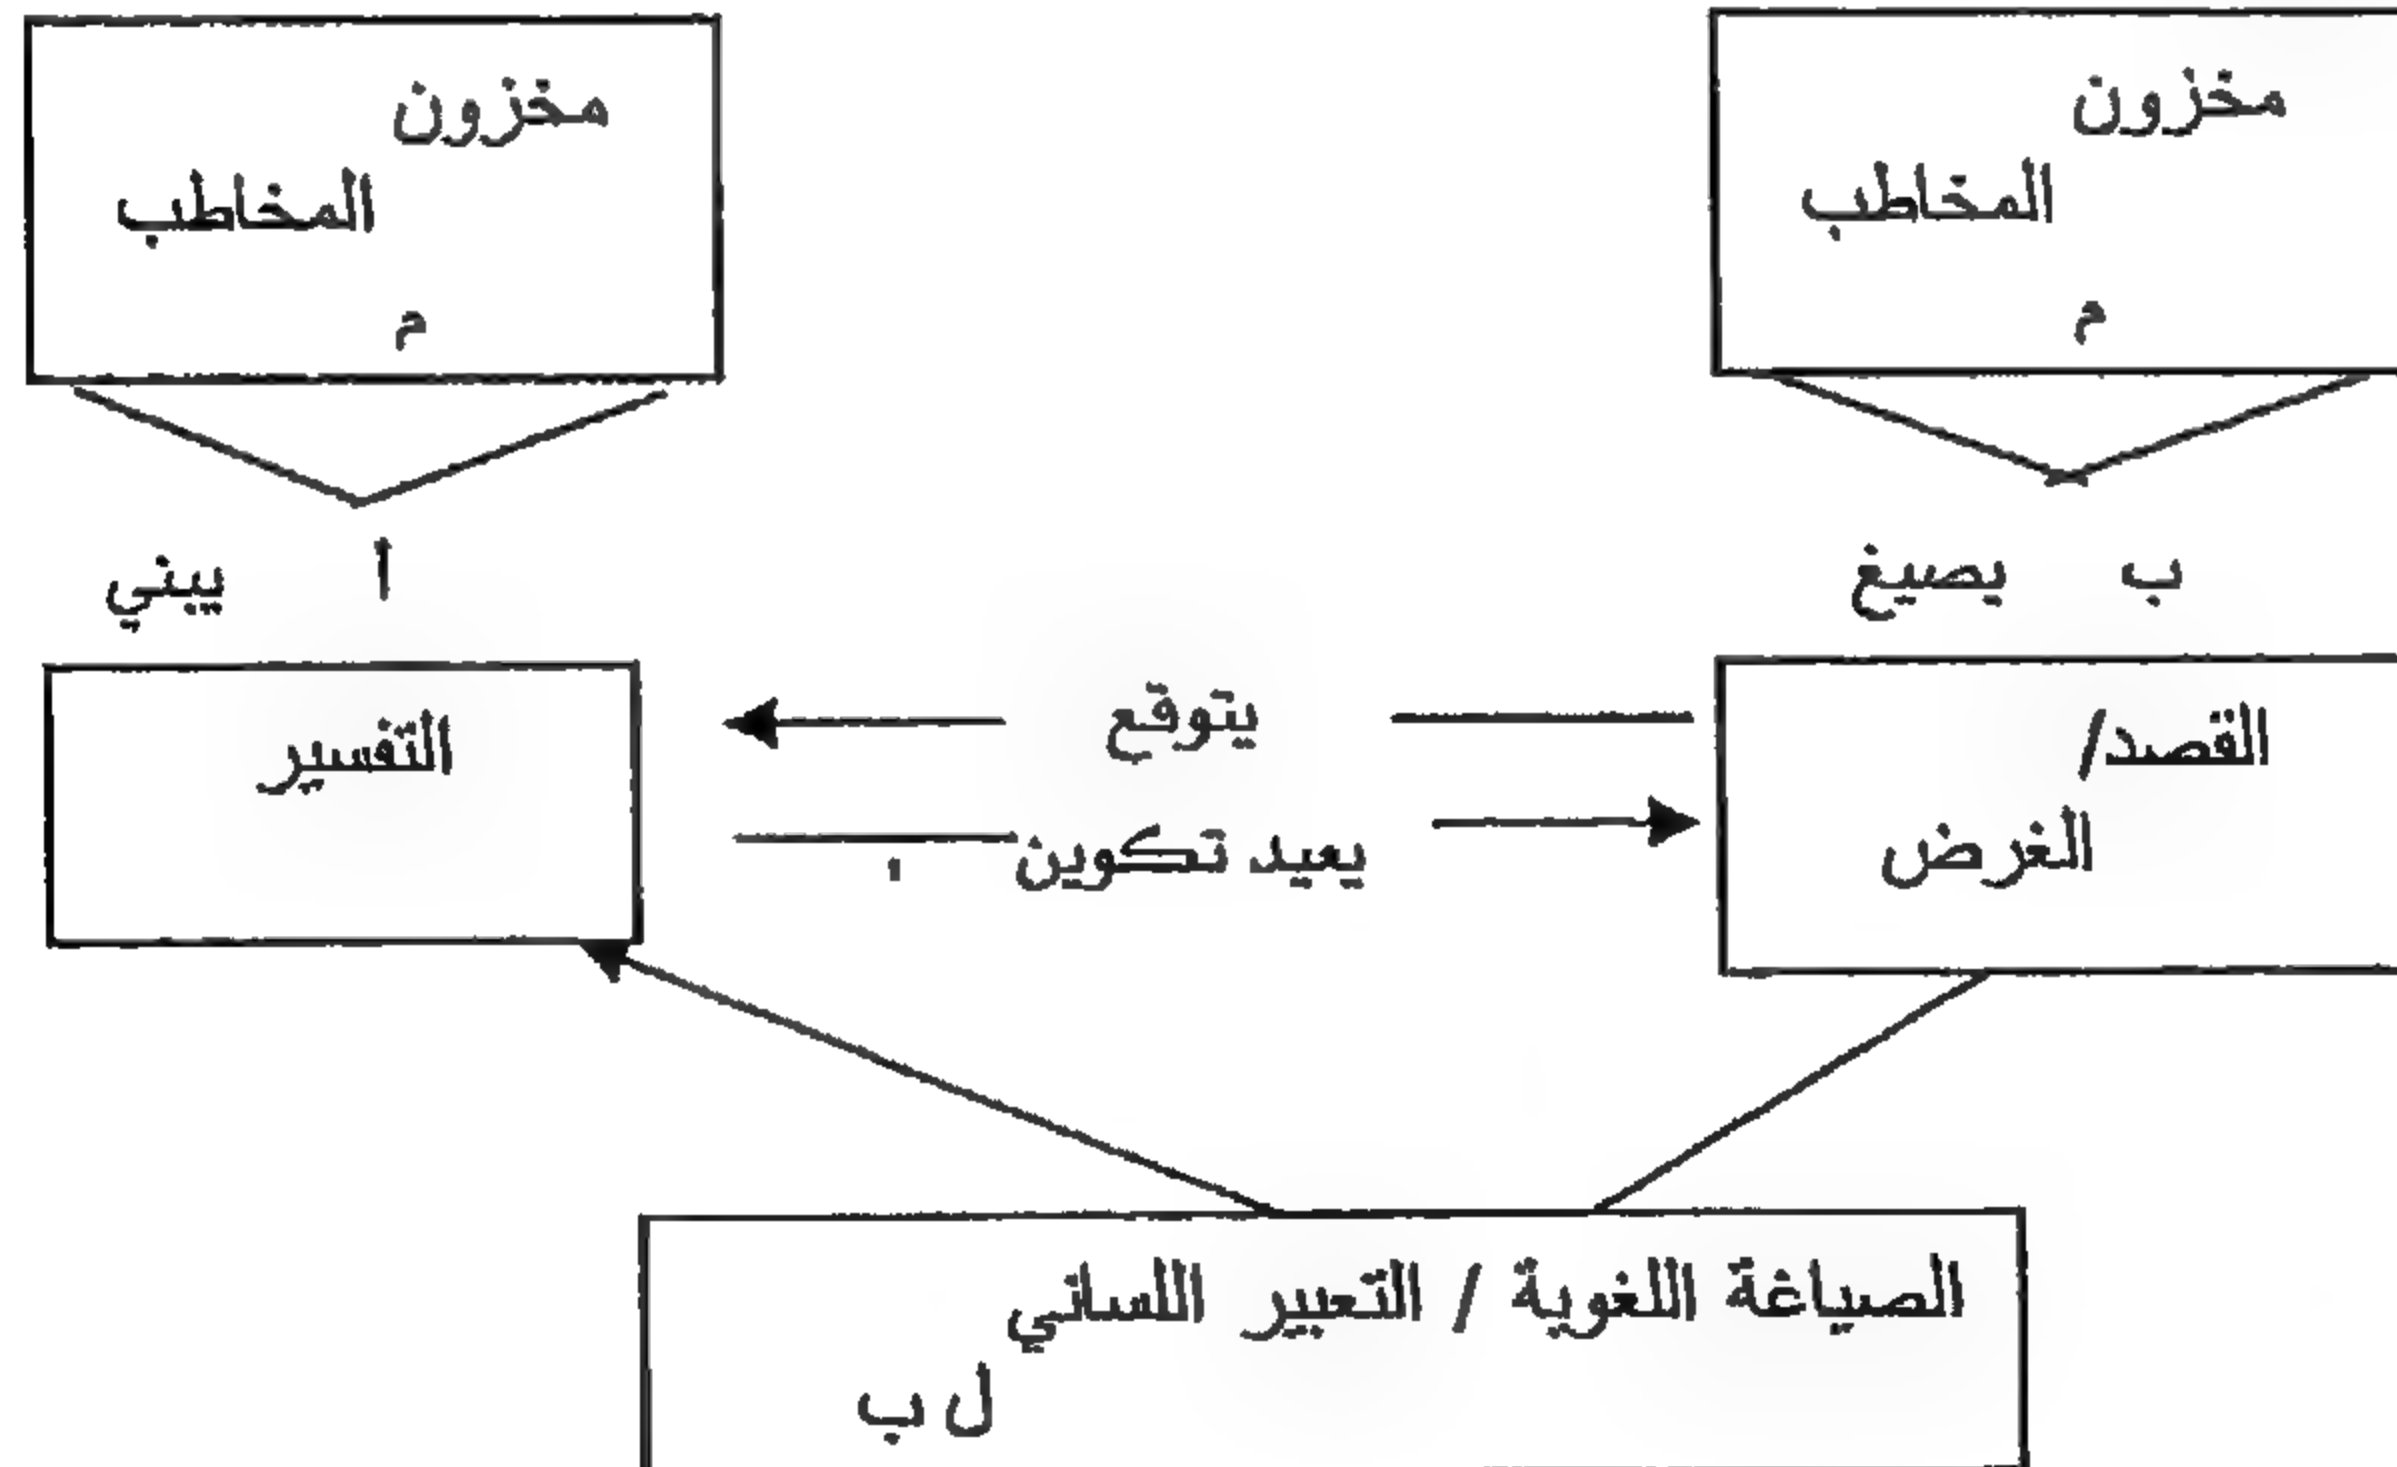 مخزون
المخاطب
م
مخزون
المخاطب
م
ب يصيغ
أ يبني
القصد/
الغرض
يتوقع
يعيد تكوين
التفسير
الصياغة اللغوية / التعبير اللساني
ل ب